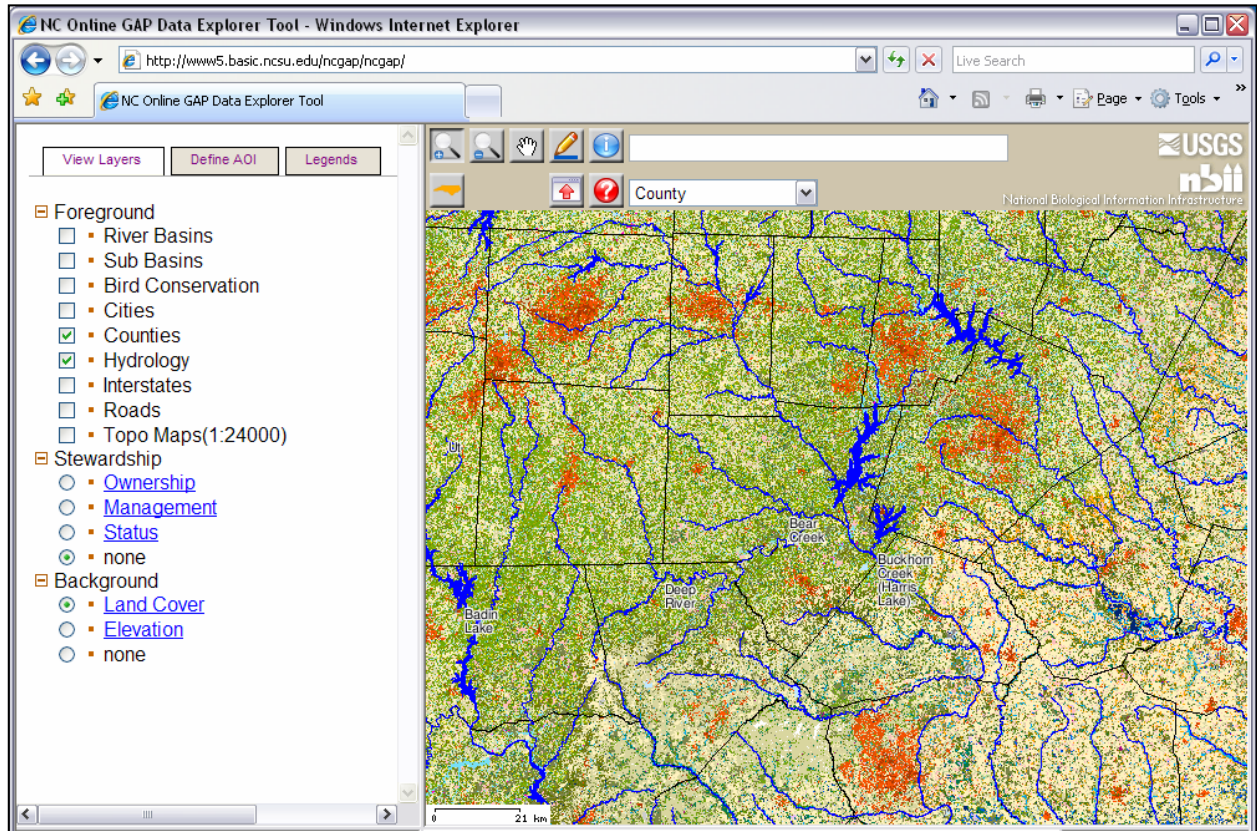 NC Online GAP Data Explorer Tool - Windows Internet Explorer
http://www5.basic.ncsu.edu/ncgap/ncgap/
Live Search
NC Online GAP Data Explorer Tool
Page
Tools
»
View Layers
Define AOI
Legends
USGS
nbii
National Biological Information Infrastructure
County
Foreground
River Basins
Sub Basins
Bird Conservation
Cities
Counties
Hydrology
Interstates
Roads
Topo Maps(1:24000)
Stewardship
Ownership
Management
Status
none
Background
Land Cover
Elevation
none
Bear
Creek
Buckhorn
Creek
(Harris
Lake)
Deep
River
Badin
Lake
0 21 km